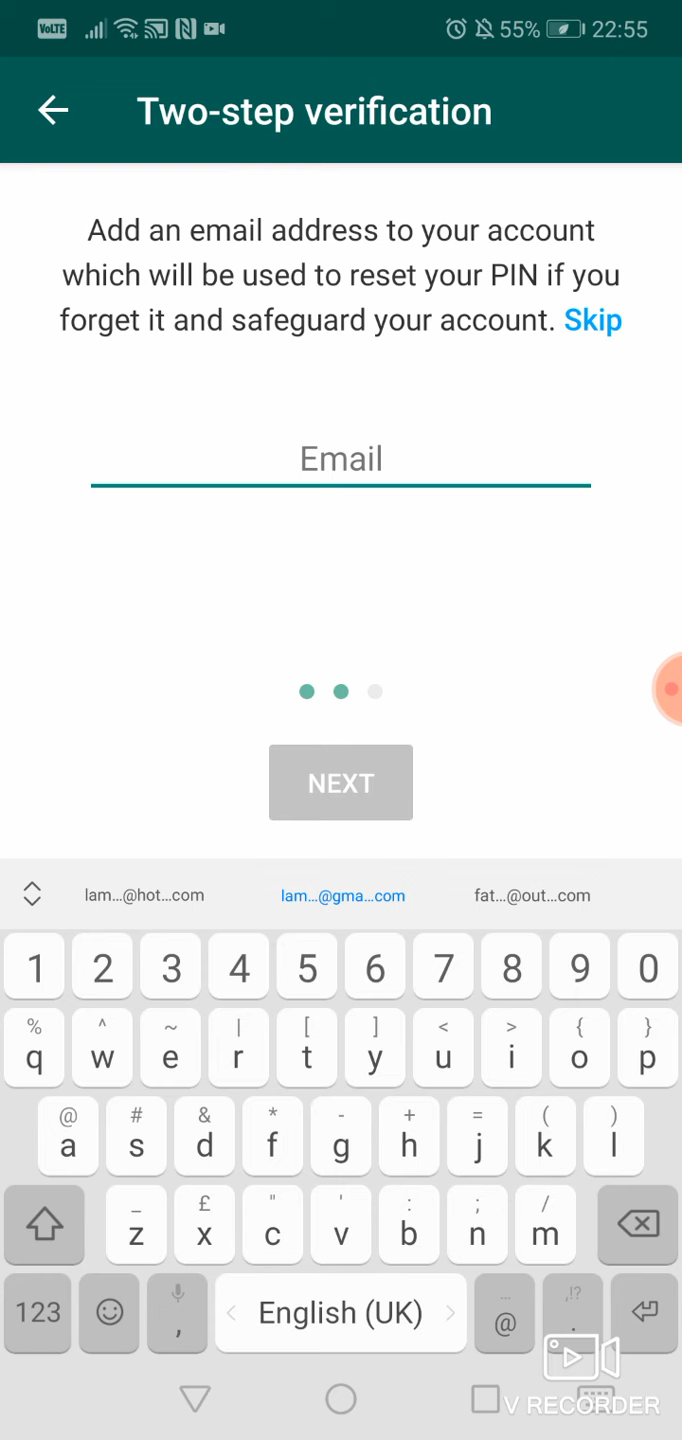 VoLTE 55% 22:55
Two-step verification
Add an email address to your account
which will be used to reset your PIN if you
forget it and safeguard your account. Skip
Email
NEXT
lam...@hot...com lam...@gma...com fat...@out...com
1 2 3 4 5 6 7 8 9 0
% ^ ~ | [ ] < > { }
q w e r t y u i o p
@ # & * - + = ( )
a s d f g h j k l
_ £ " ' : ; /
z x c v b n m
... ,!?
123 , < English (UK) > @ .
V RECORDER